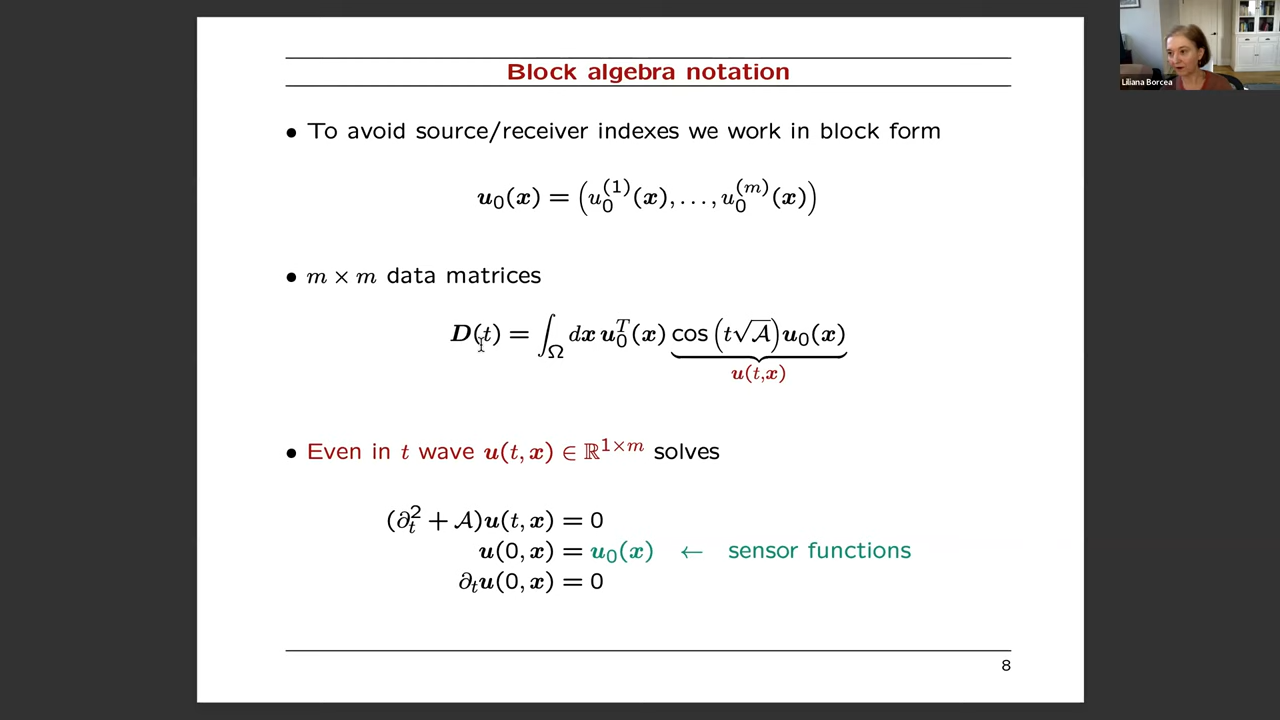 Liliana Borcea
Block algebra notation
• To avoid source/receiver indexes we work in block form
u₀(x) = (u₀⁽¹⁾(x), . . . , u₀⁽ᵐ⁾(x))
• m × m data matrices
D(t) = ∫_Ω dx u₀ᵀ(x) cos (t√𝒜) u₀(x)
u(t,x)
• Even in t wave u(t, x) ∈ ℝ¹ˣᵐ solves
(∂ₜ² + 𝒜)u(t, x) = 0
u(0, x) = u₀(x) ← sensor functions
∂ₜu(0, x) = 0
8